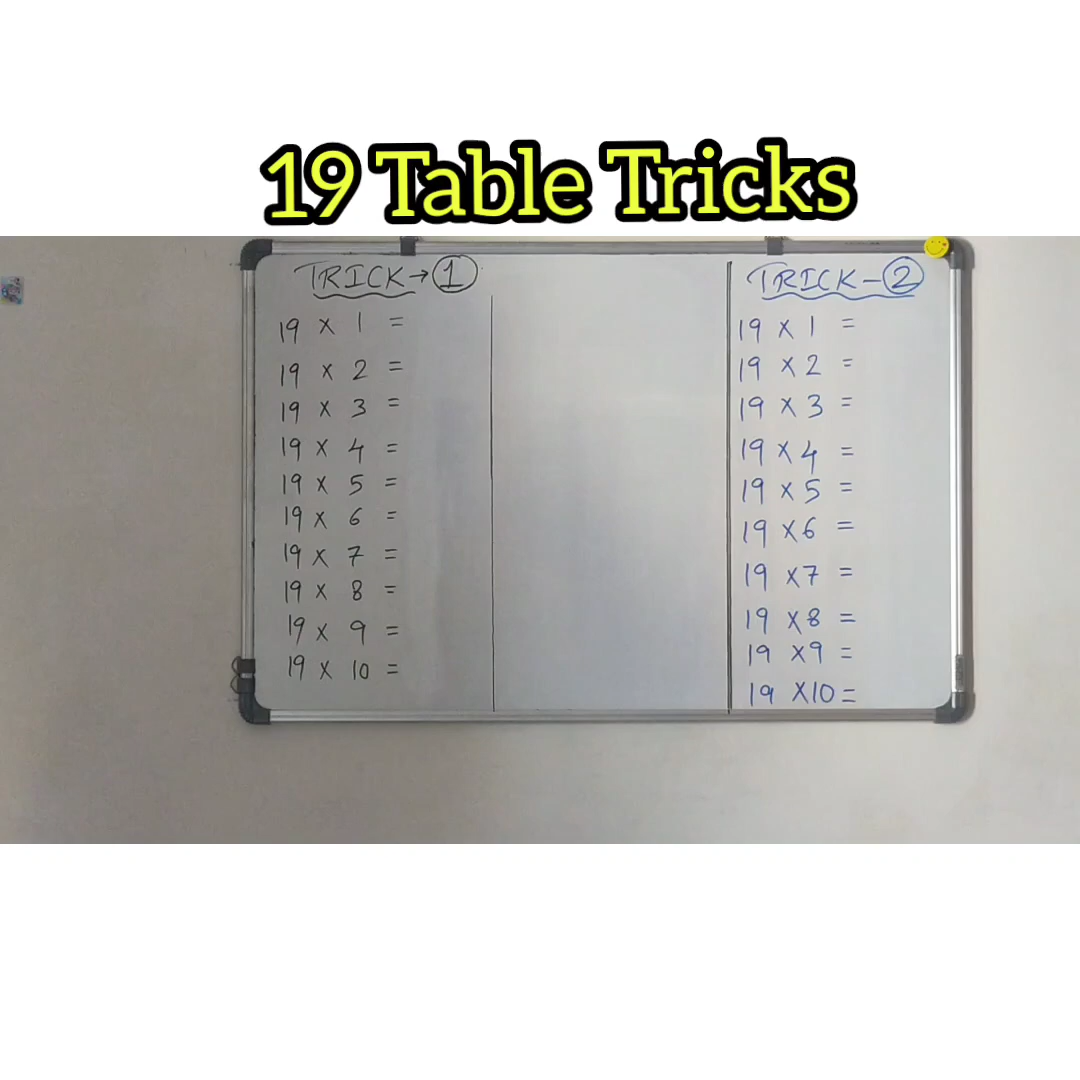 19 Table Tricks
TRICK→1
19 × 1 =
19 × 2 =
19 × 3 =
19 × 4 =
19 × 5 =
19 × 6 =
19 × 7 =
19 × 8 =
19 × 9 =
19 × 10 =
TRICK-2
19 × 1 =
19 × 2 =
19 × 3 =
19 × 4 =
19 × 5 =
19 × 6 =
19 × 7 =
19 × 8 =
19 × 9 =
19 × 10 =